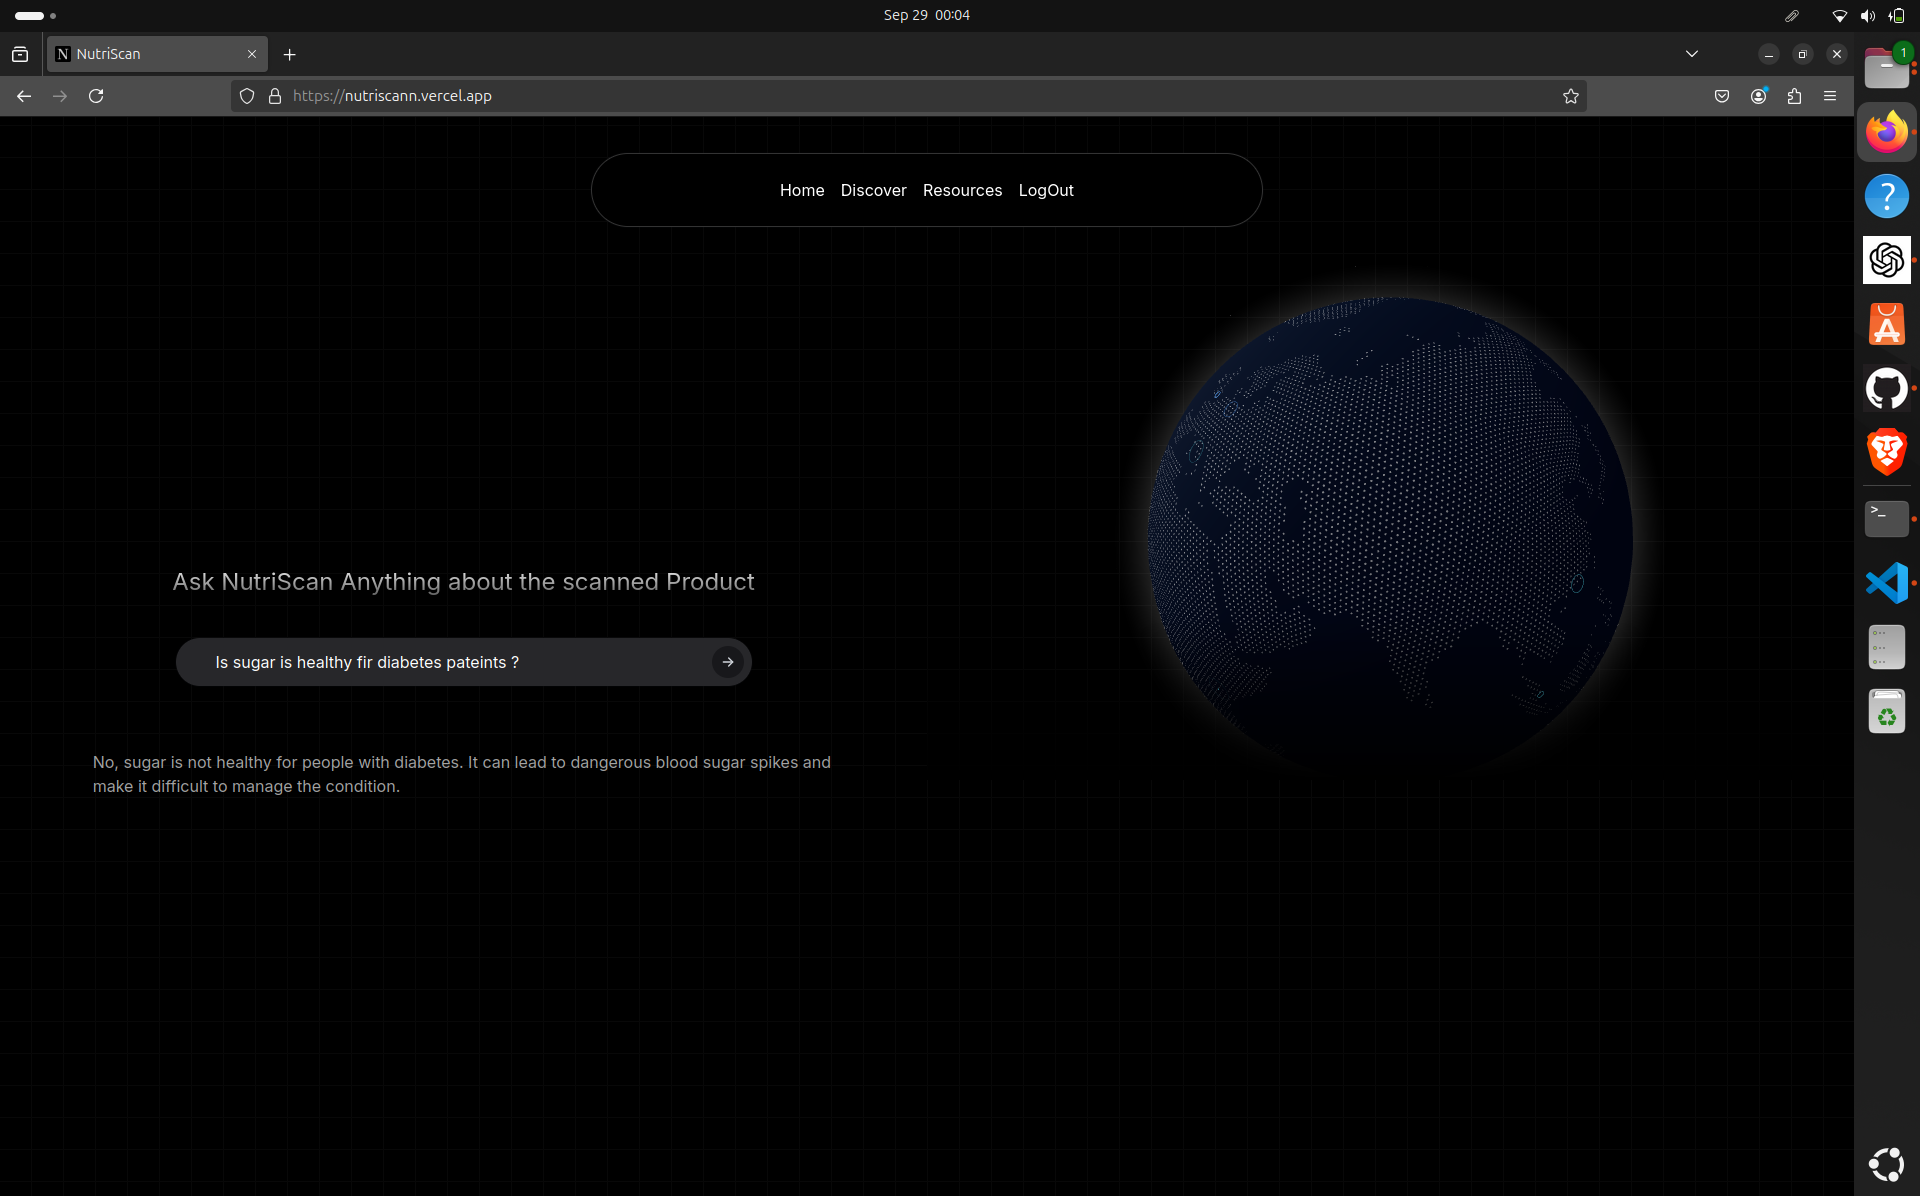 Sep 29 00:04
N NutriScan
https://nutriscann.vercel.app
1
Home Discover Resources LogOut
Ask NutriScan Anything about the scanned Product
Is sugar is healthy fir diabetes pateints ?
No, sugar is not healthy for people with diabetes. It can lead to dangerous blood sugar spikes and
make it difficult to manage the condition.
?
A
>_